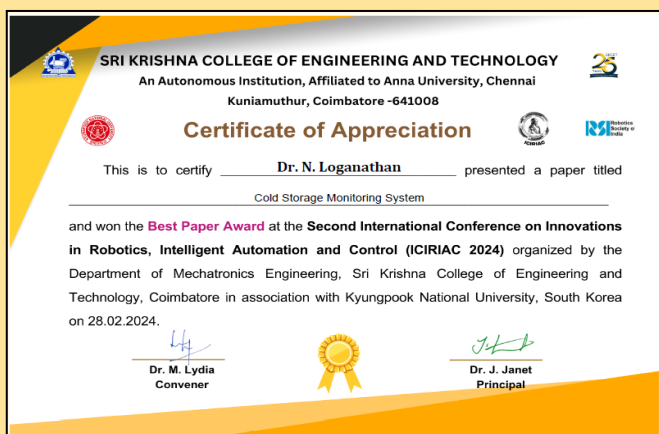 SRI KRISHNA COLLEGE OF ENGINEERING AND TECHNOLOGY
An Autonomous Institution, Affiliated to Anna University, Chennai
Kuniamuthur, Coimbatore -641008
25
Certificate of Appreciation
ICIRIAC
RSI Robotics Society of India
This is to certify Dr. N. Loganathan presented a paper titled
Cold Storage Monitoring System
and won the Best Paper Award at the Second International Conference on Innovations
in Robotics, Intelligent Automation and Control (ICIRIAC 2024) organized by the
Department of Mechatronics Engineering, Sri Krishna College of Engineering and
Technology, Coimbatore in association with Kyungpook National University, South Korea
on 28.02.2024.
Dr. M. Lydia
Convener
Dr. J. Janet
Principal